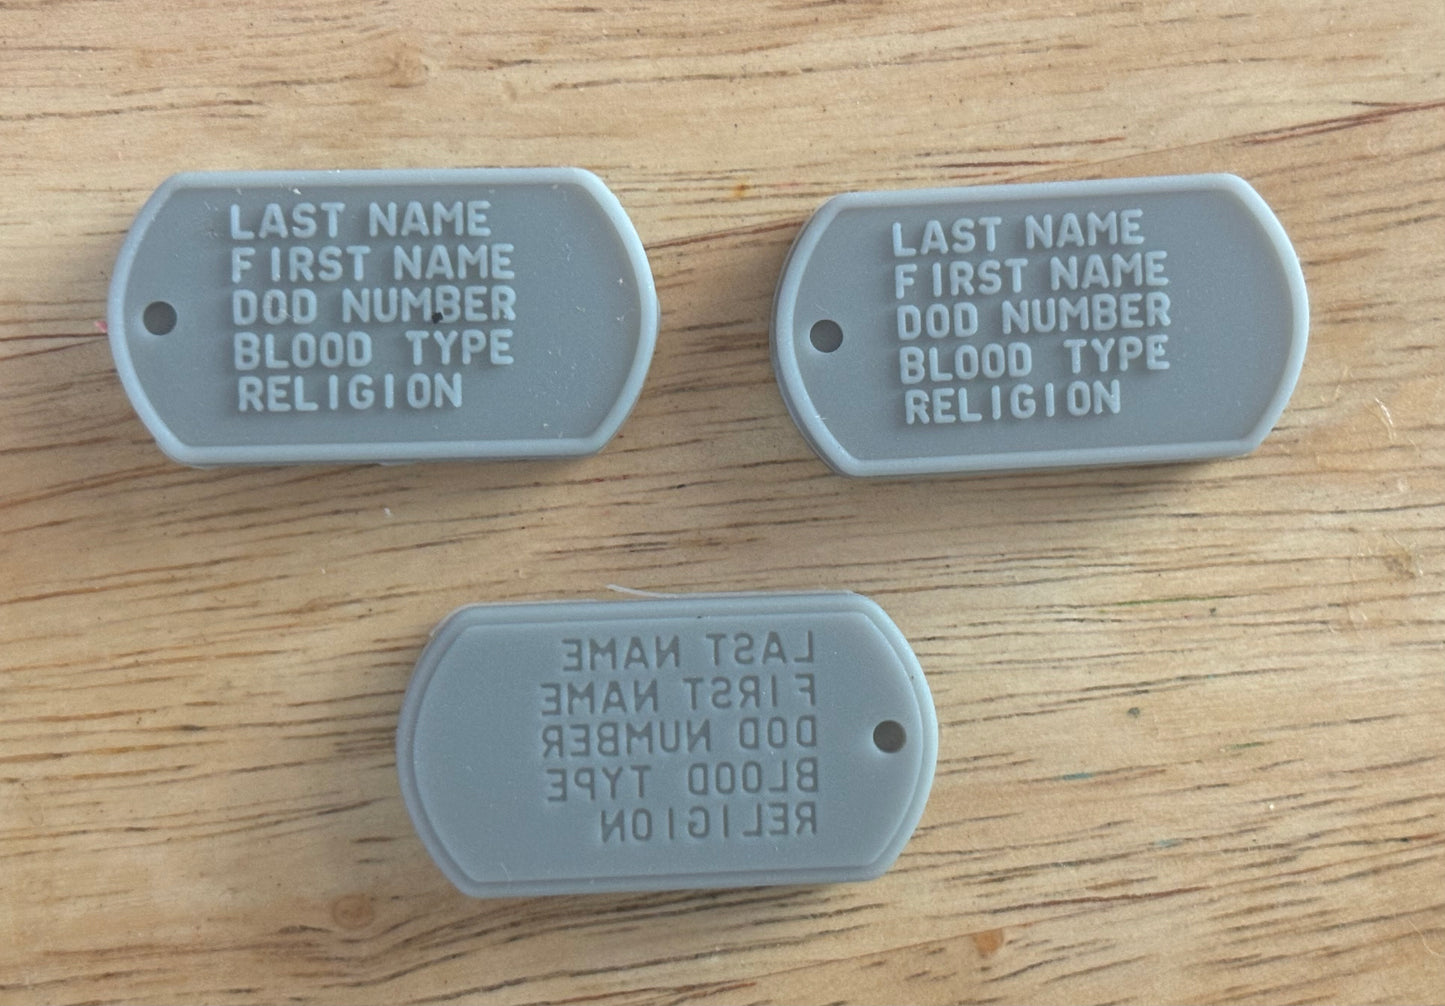 LAST NAME
FIRST NAME
DOD NUMBER
BLOOD TYPE
RELIGION
LAST NAME
FIRST NAME
DOD NUMBER
BLOOD TYPE
RELIGION
LAST NAME
FIRST NAME
DOD NUMBER
BLOOD TYPE
RELIGION